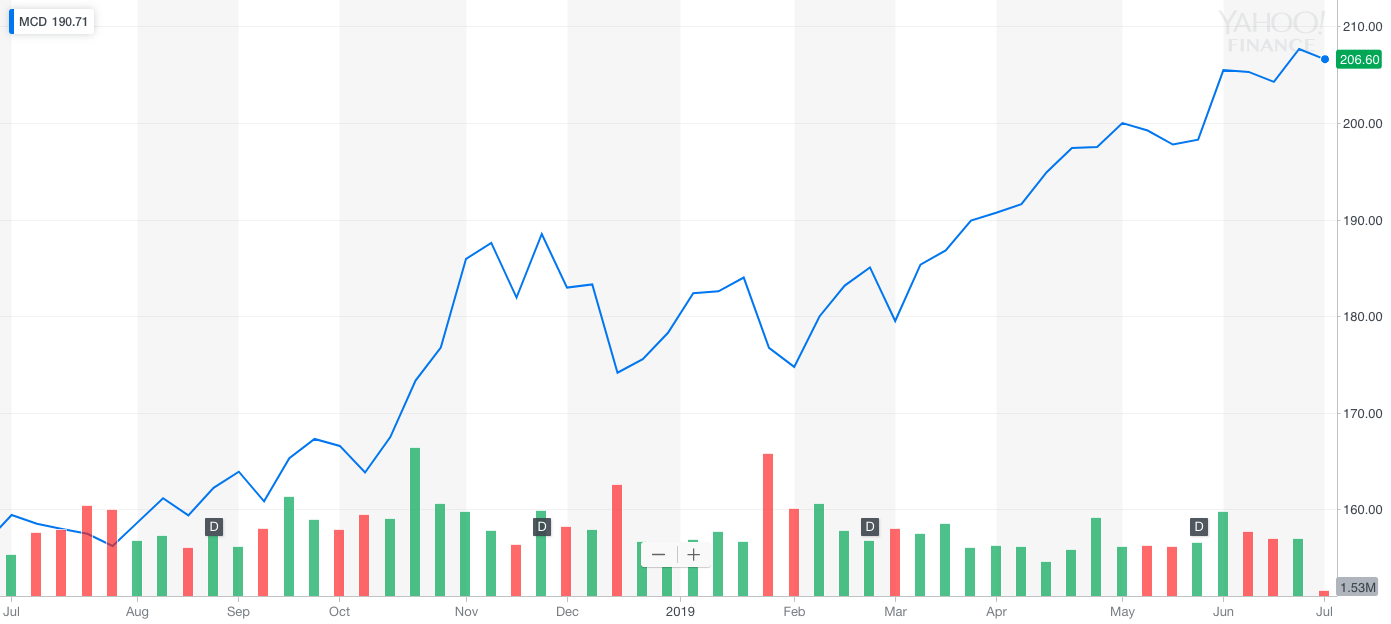 MCD 190.71
YAHOO!
FINANCE
210.00
206.60
200.00
190.00
180.00
170.00
160.00
D D D D
1.53M
Jul Aug Sep Oct Nov Dec 2019 Feb Mar Apr May Jun Jul